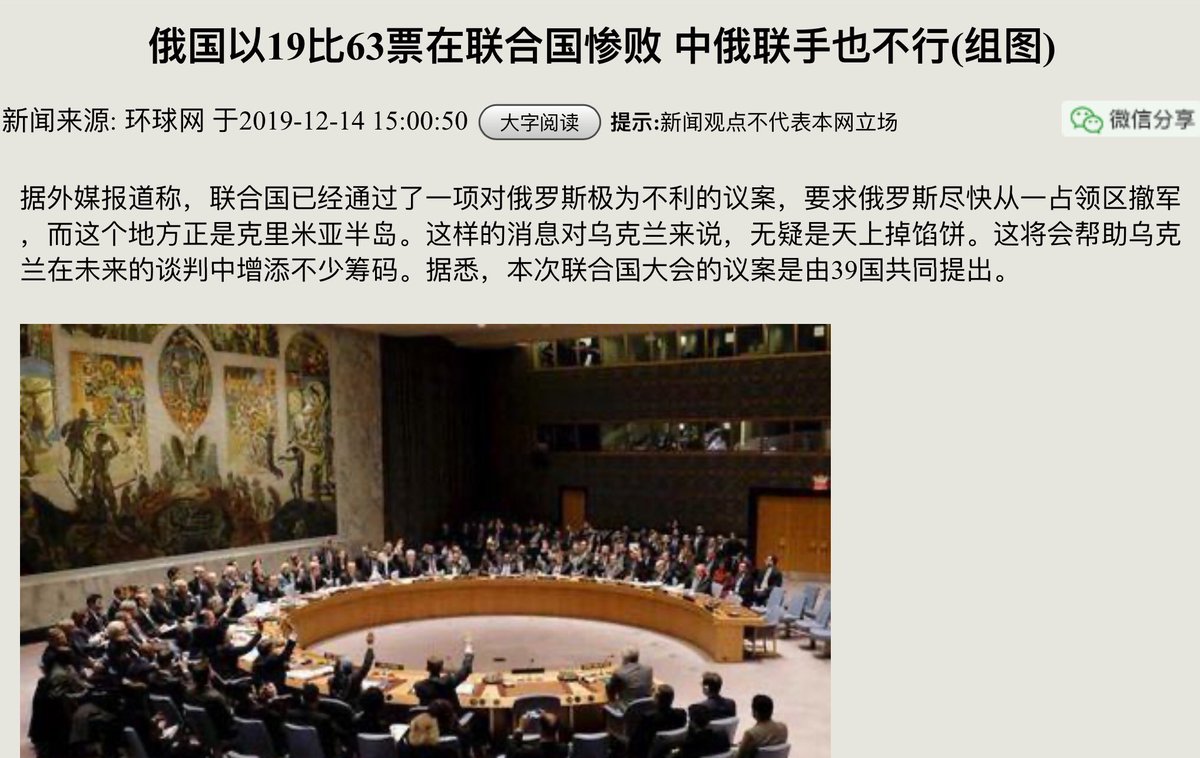 俄国以19比63票在联合国惨败 中俄联手也不行(组图)
新闻来源: 环球网 于2019-12-14 15:00:50 大字阅读 提示:新闻观点不代表本网立场 微信分享
据外媒报道称，联合国已经通过了一项对俄罗斯极为不利的议案，要求俄罗斯尽快从一占领区撤军
，而这个地方正是克里米亚半岛。这样的消息对乌克兰来说，无疑是天上掉馅饼。这将会帮助乌克
兰在未来的谈判中增添不少筹码。据悉，本次联合国大会的议案是由39国共同提出。